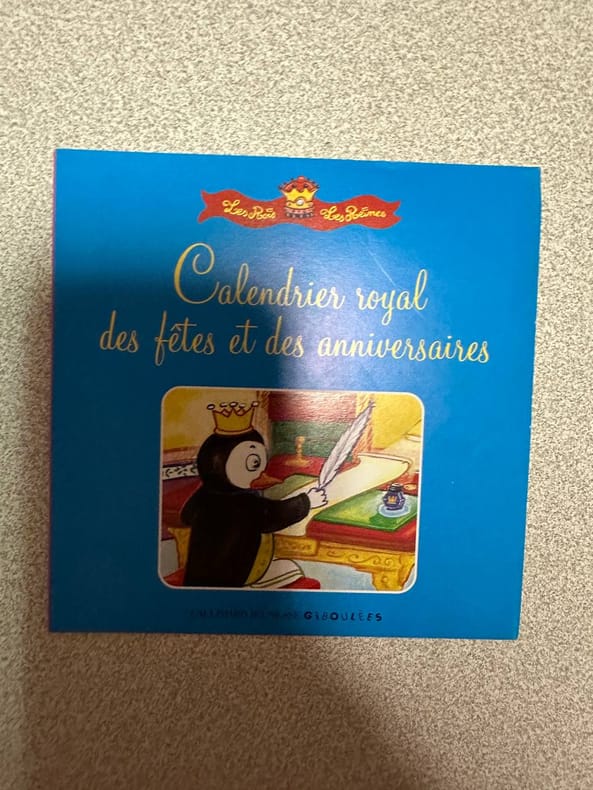 Les Rois Les Reines
Calendrier royal
des fêtes et des anniversaires
GALLIMARD JEUNESSE GIBOULÉES